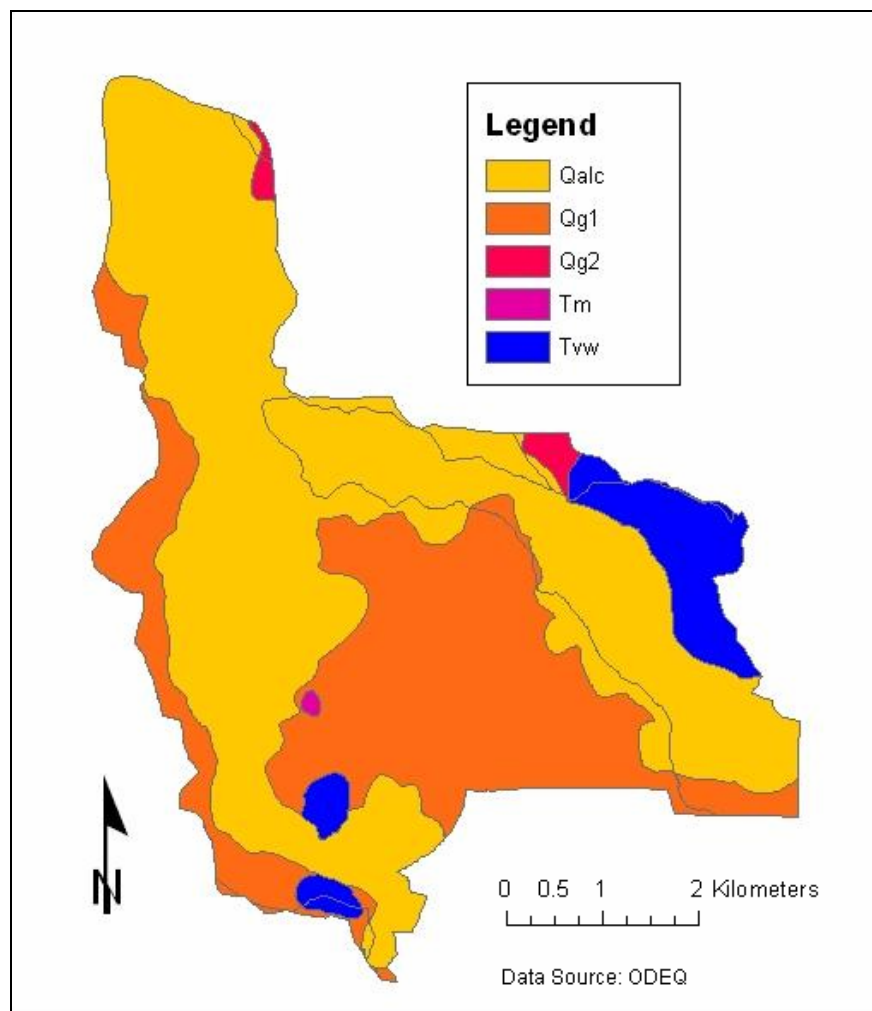 Legend
Qalc
Qg1
Qg2
Tm
Tvw
N
0 0.5 1 2 Kilometers
Data Source: ODEQ